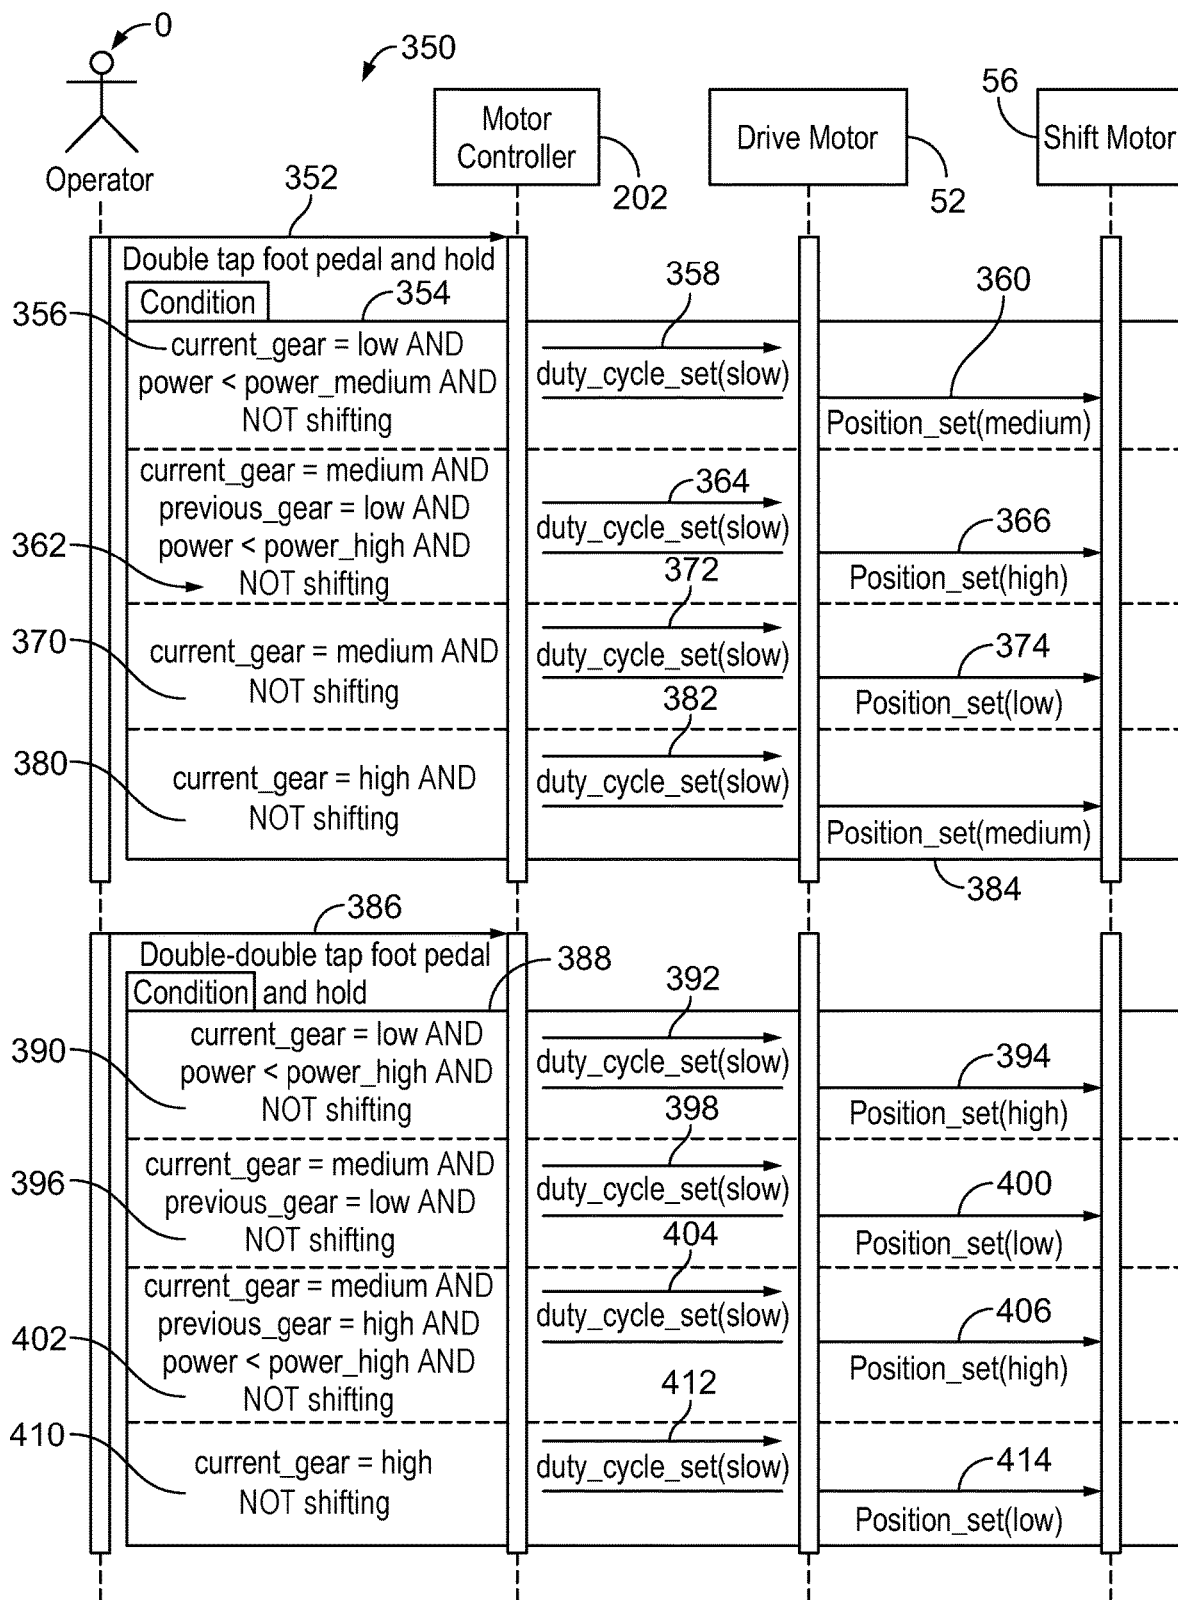 0
350
Operator
Motor
Controller
202
Drive Motor
52
56
Shift Motor
352
Double tap foot pedal and hold
Condition
354
356
current_gear = low AND
power < power_medium AND
NOT shifting
358
duty_cycle_set(slow)
360
Position_set(medium)
current_gear = medium AND
previous_gear = low AND
power < power_high AND
NOT shifting
362
364
duty_cycle_set(slow)
366
Position_set(high)
370
current_gear = medium AND
NOT shifting
372
duty_cycle_set(slow)
374
Position_set(low)
380
current_gear = high AND
NOT shifting
382
duty_cycle_set(slow)
Position_set(medium)
384
386
Double-double tap foot pedal
Condition and hold
388
390
current_gear = low AND
power < power_high AND
NOT shifting
392
duty_cycle_set(slow)
394
Position_set(high)
396
current_gear = medium AND
previous_gear = low AND
NOT shifting
398
duty_cycle_set(slow)
400
Position_set(low)
402
current_gear = medium AND
previous_gear = high AND
power < power_high AND
NOT shifting
404
duty_cycle_set(slow)
406
Position_set(high)
410
current_gear = high
NOT shifting
412
duty_cycle_set(slow)
414
Position_set(low)